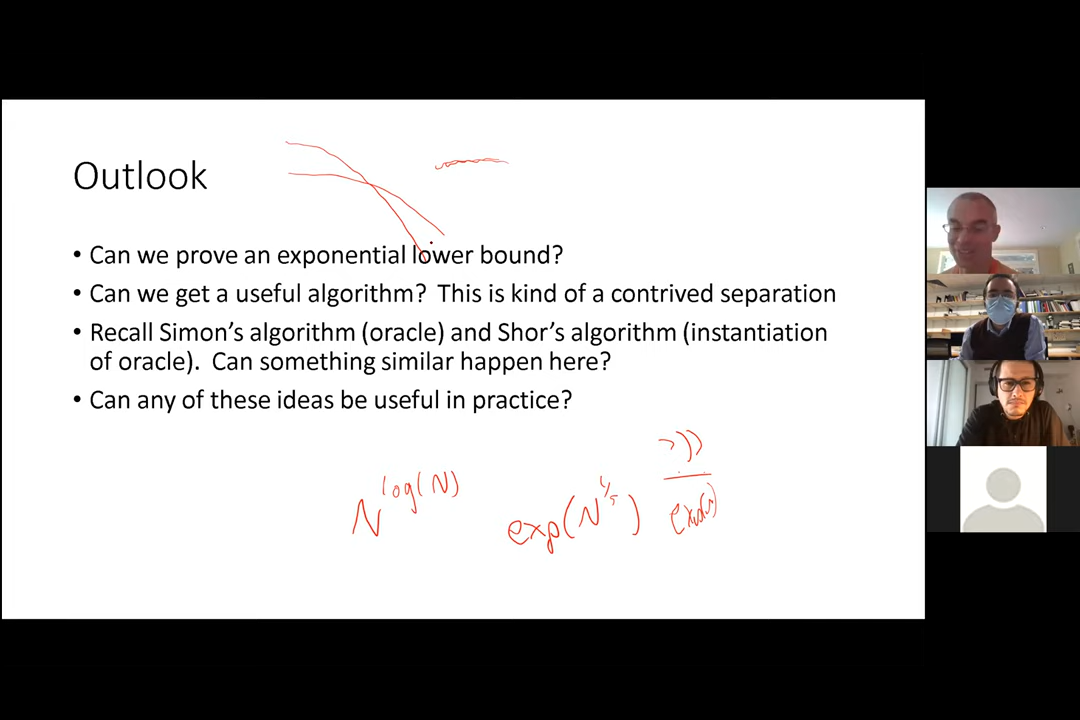 Outlook
• Can we prove an exponential lower bound?
• Can we get a useful algorithm? This is kind of a contrived separation
• Recall Simon’s algorithm (oracle) and Shor’s algorithm (instantiation
of oracle). Can something similar happen here?
• Can any of these ideas be useful in practice?
N^log(N)
exp(N^1/5)